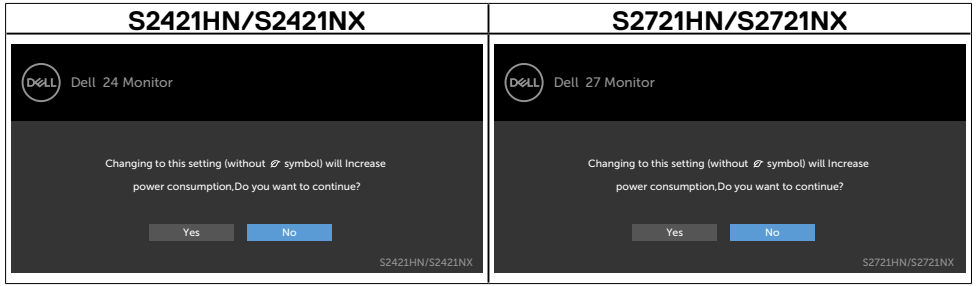 S2421HN/S2421NX
DELL
Dell 24 Monitor
Changing to this setting (without symbol) will Increase
power consumption,Do you want to continue?
Yes No
S2421HN/S2421NX
S2721HN/S2721NX
DELL
Dell 27 Monitor
Changing to this setting (without symbol) will Increase
power consumption,Do you want to continue?
Yes No
S2721HN/S2721NX